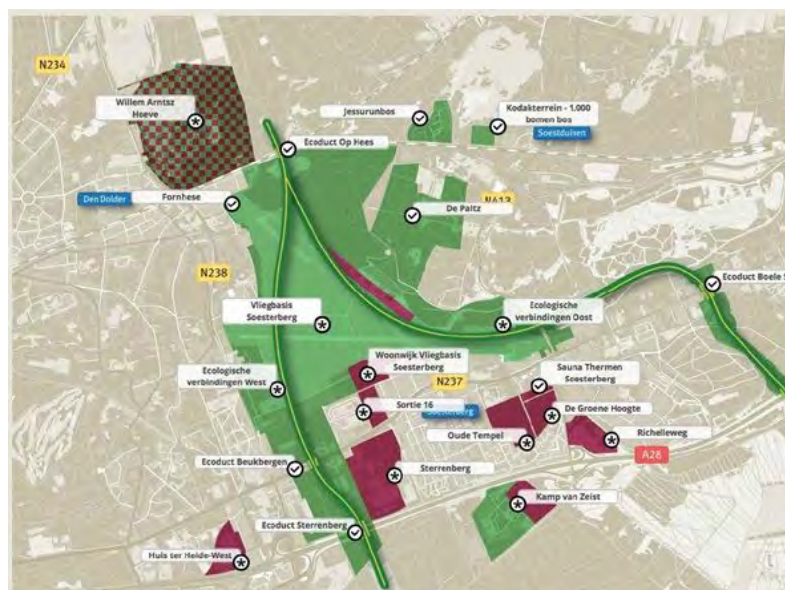 N234
Willem Arntsz
Hoeve
Jessurunbos
Kodakterrein - 1.000
bomen bos
Soestduinen
Ecoduct Op Hees
Den Dolder
Fornhese
N413
De Paltz
N238
Ecoduct Boele S
Vliegbasis
Soesterberg
Ecologische
verbindingen Oost
Woonwijk Vliegbasis
Soesterberg
Ecologische
verbindingen West
N237
Sauna Thermen
Soesterberg
Sortie 16
Soesterberg
De Groene Hoogte
Oude Tempel
Richelleweg
A28
Ecoduct Beukbergen
Sterrenberg
Kamp van Zeist
Ecoduct Sterrenberg
Huis ter Heide-West